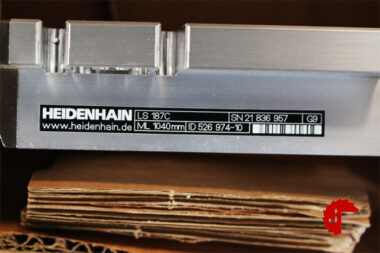 HEIDENHAIN LS 187C SN 21 836 957 G9
www.heidenhain.de ML 1040mm ID 526 974-10